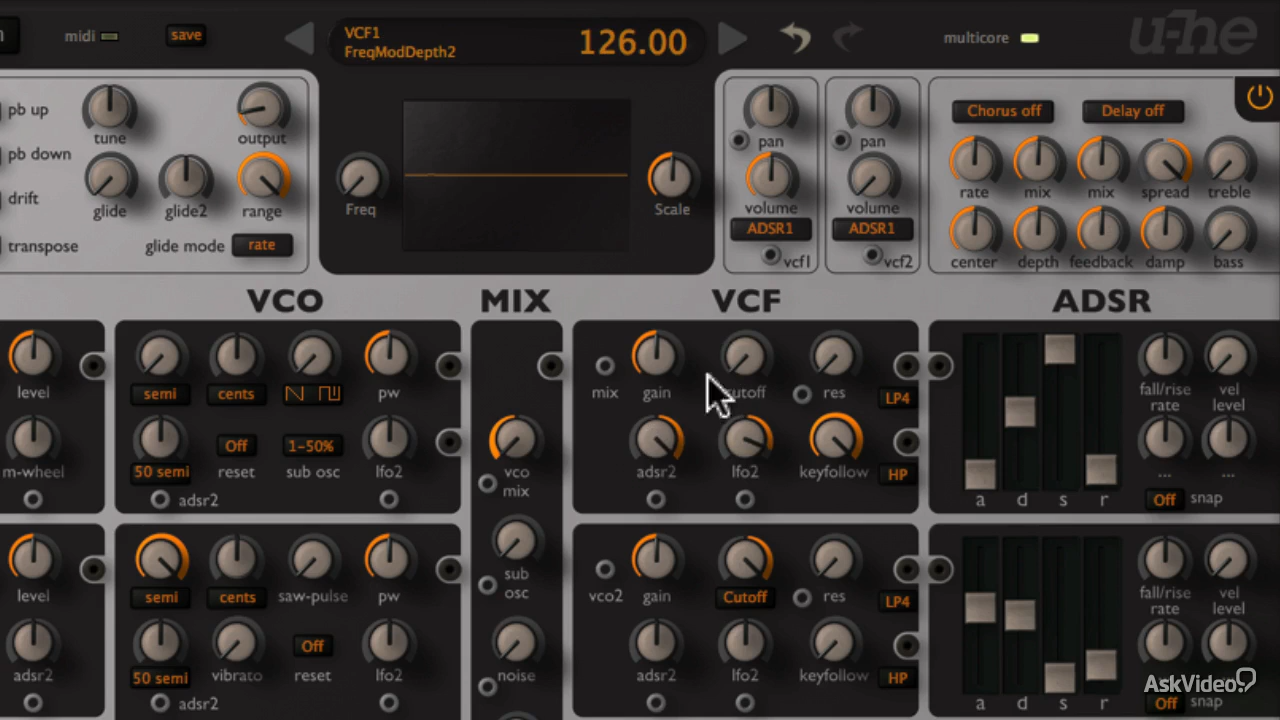 n
midi
save
VCF1
FreqModDepth2
126.00
multicore
u-he
pb up
pb down
drift
transpose
tune
output
glide
glide2
range
glide mode
rate
Freq
Scale
pan
volume
ADSR1
vcf1
pan
volume
ADSR1
vcf2
Chorus off
Delay off
rate
mix
mix
spread
treble
center
depth
feedback
damp
bass
VCO
MIX
VCF
ADSR
level
semi
cents
pw
mix
gain
res
LP4
fall/rise
rate
vel
level
m-wheel
50 semi
Off
reset
1-50%
sub osc
lfo2
adsr2
vco
mix
adsr2
lfo2
keyfollow
HP
a
d
s
r
...
...
Off
snap
level
semi
cents
saw-pulse
pw
sub
osc
vco2
gain
Cutoff
res
LP4
fall/rise
rate
vel
level
adsr2
50 semi
vibrato
Off
reset
lfo2
adsr2
noise
adsr2
lfo2
keyfollow
HP
a
d
s
r
Off
snap
AskVideo